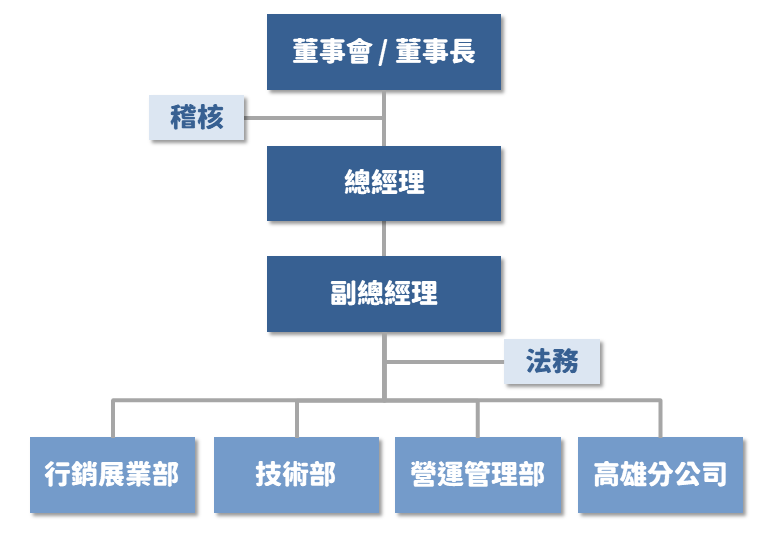 董事會 / 董事長
稽核
總經理
副總經理
法務
行銷展業部
技術部
營運管理部
高雄分公司